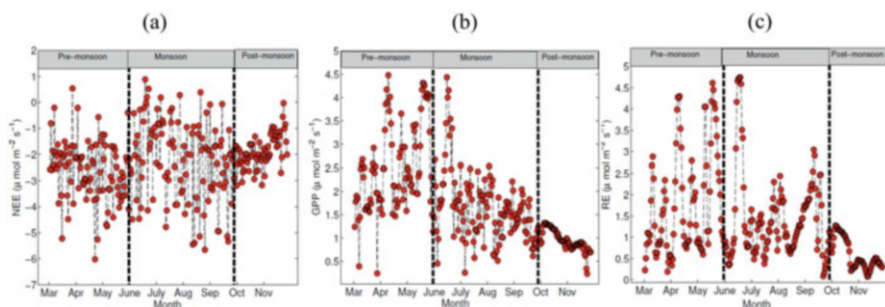 (a) (b) (c)
Pre-monsoon Monsoon Post-monsoon
Pre-monsoon Monsoon Post-monsoon
Pre-monsoon Monsoon Post-monsoon
2
1
0
-1
-2
-3
-4
-5
-6
-7
NEE (μ mol m⁻² s⁻¹)
Mar Apr May June July Aug Sep Oct Nov
Month
5
4.5
4
3.5
3
2.5
2
1.5
1
0.5
GPP (μ mol m⁻² s⁻¹)
Mar Apr May June July Aug Sep Oct Nov
Month
5
4.5
4
3.5
3
2.5
2
1.5
1
0.5
RE (μ mol m⁻² s⁻¹)
Mar Apr May June July Aug Sep Oct Nov
Month